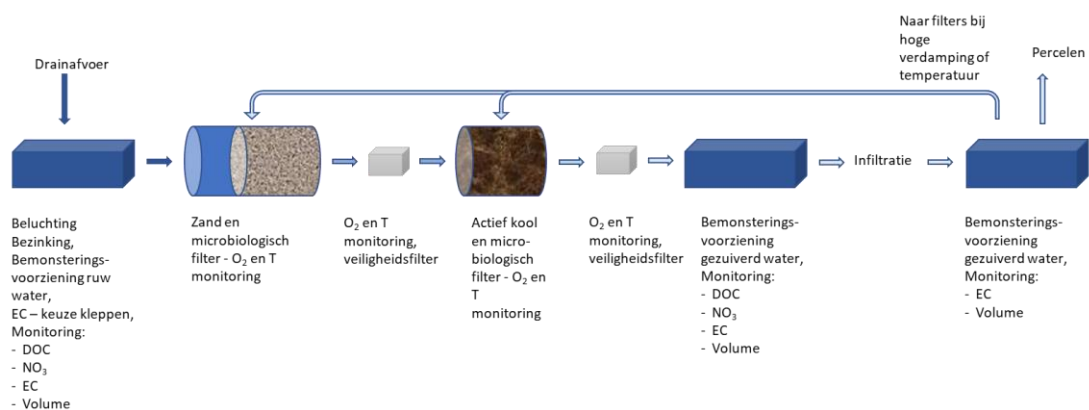 Drainafvoer
Naar filters bij
hoge
verdamping of
temperatuur
Percelen
Infiltratie
Beluchting
Bezinking,
Bemonsterings-
voorziening ruw
water,
EC – keuze kleppen,
Monitoring:
- DOC
- NO₃
- EC
- Volume
Zand en
microbiologisch
filter - O₂ en T
monitoring
O₂ en T
monitoring,
veiligheidsfilter
Actief kool
en micro-
biologisch
filter - O₂ en
T
monitoring
O₂ en T
monitoring,
veiligheidsfilter
Bemonsterings-
voorziening
gezuiverd water,
Monitoring:
- DOC
- NO₃
- EC
- Volume
Bemonsterings-
voorziening
gezuiverd water,
Monitoring:
- EC
- Volume